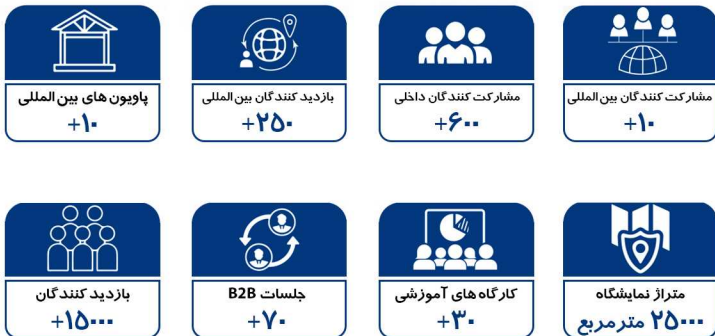 مشارکت کنندگان بین المللی
+۱۰
مشارکت کنندگان داخلی
+۶۰۰
بازدید کنندگان بین المللی
+۲۵۰
پاویون های بین المللی
+۱۰
متراژ نمایشگاه
۲۵۰۰۰ مترمربع
کارگاه های آموزشی
+۳۰
جلسات B2B
+۷۰
بازدید کنندگان
+۱۵۰۰۰